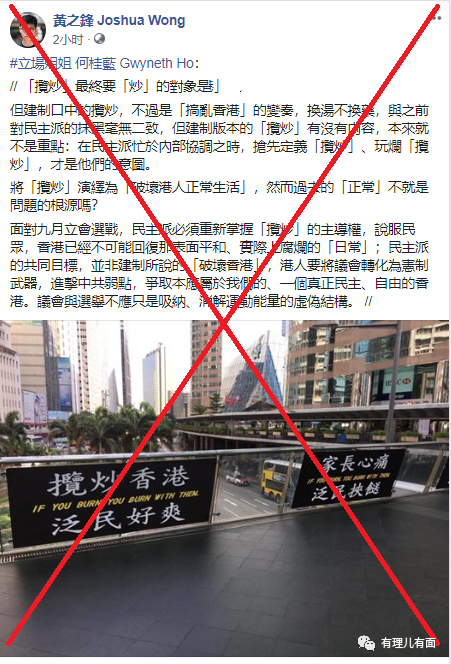 黃之鋒 Joshua Wong
2小时
#立場姐姐 何桂藍 Gwyneth Ho：
// 「攬炒」最終要「炒」的對象是
但建制口中的攬炒，不過是「搞亂香港」的變奏，換湯不換藥，與之前
對民主派的抹黑毫無二致，但建制版本的「攬炒」有沒有內容，本來就
不是重點：在民主派忙於內部協調之時，搶先定義「攬炒」、玩爛「攬
炒」，才是他們的意圖。
將「攬炒」演繹為「破壞港人正常生活」，然而過去的「正常」不就是
問題的根源嗎?
面對九月立會選戰，民主派必須重新掌握「攬炒」的主導權，說服民
眾，香港已經不可能回復那表面平和、實際上腐爛的「日常」；民主派
的共同目標，並非建制所說的「破壞香港」，港人要將議會轉化為憲制
武器，進擊中共弱點，爭取本應屬於我們的、一個真正民主、自由的香
港。議會與選舉不應只是吸納、消解運動能量的虛偽結構。 //
HSBC
攬炒香港
IF YOU BURN YOU BURN WITH THEM
泛民好爽
家長心痛
IF YOU BURN YOU BURN WITH THEM
泛民挾餸
有理儿有面